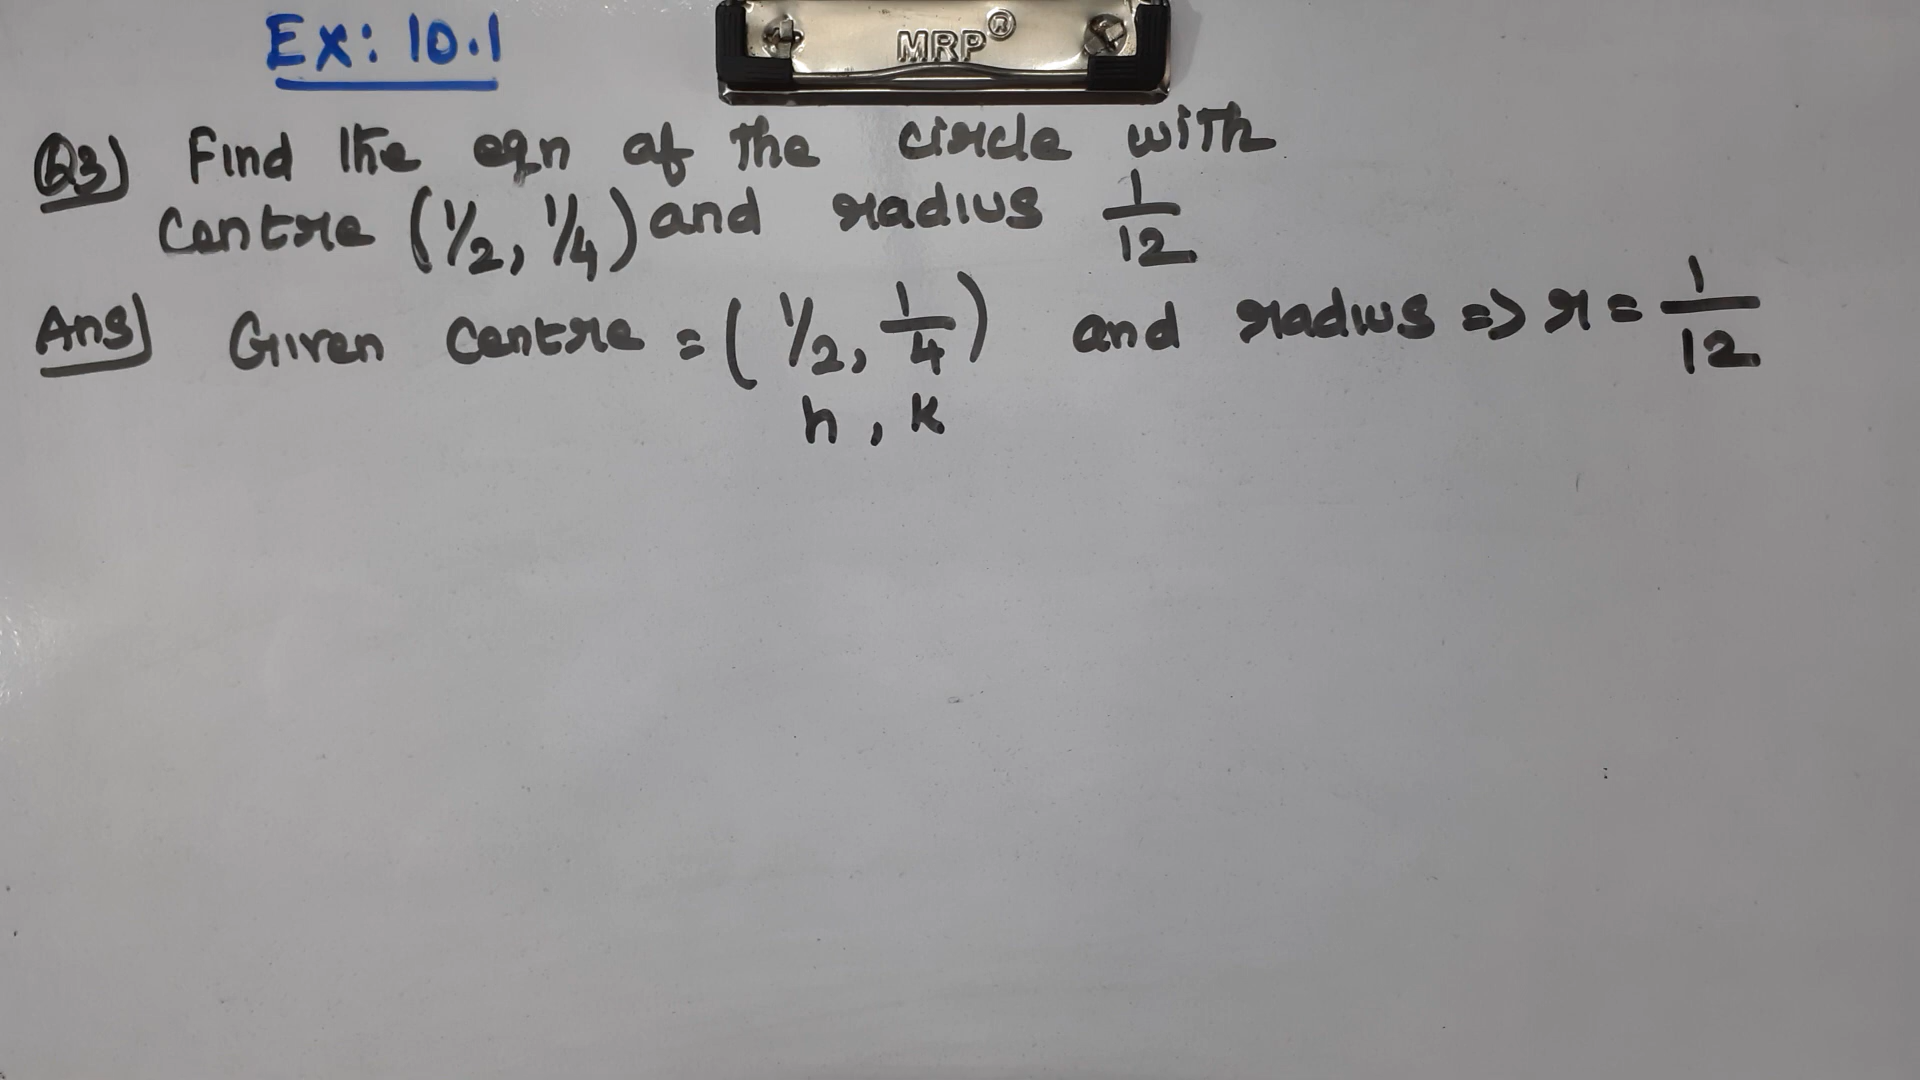 Ex: 10.1
MRP®
Q3) Find the eqn of the circle with
centre (1/2, 1/4) and radius 1/12
Ans) Given centre = (1/2, 1/4) and radius => r = 1/12
h, k